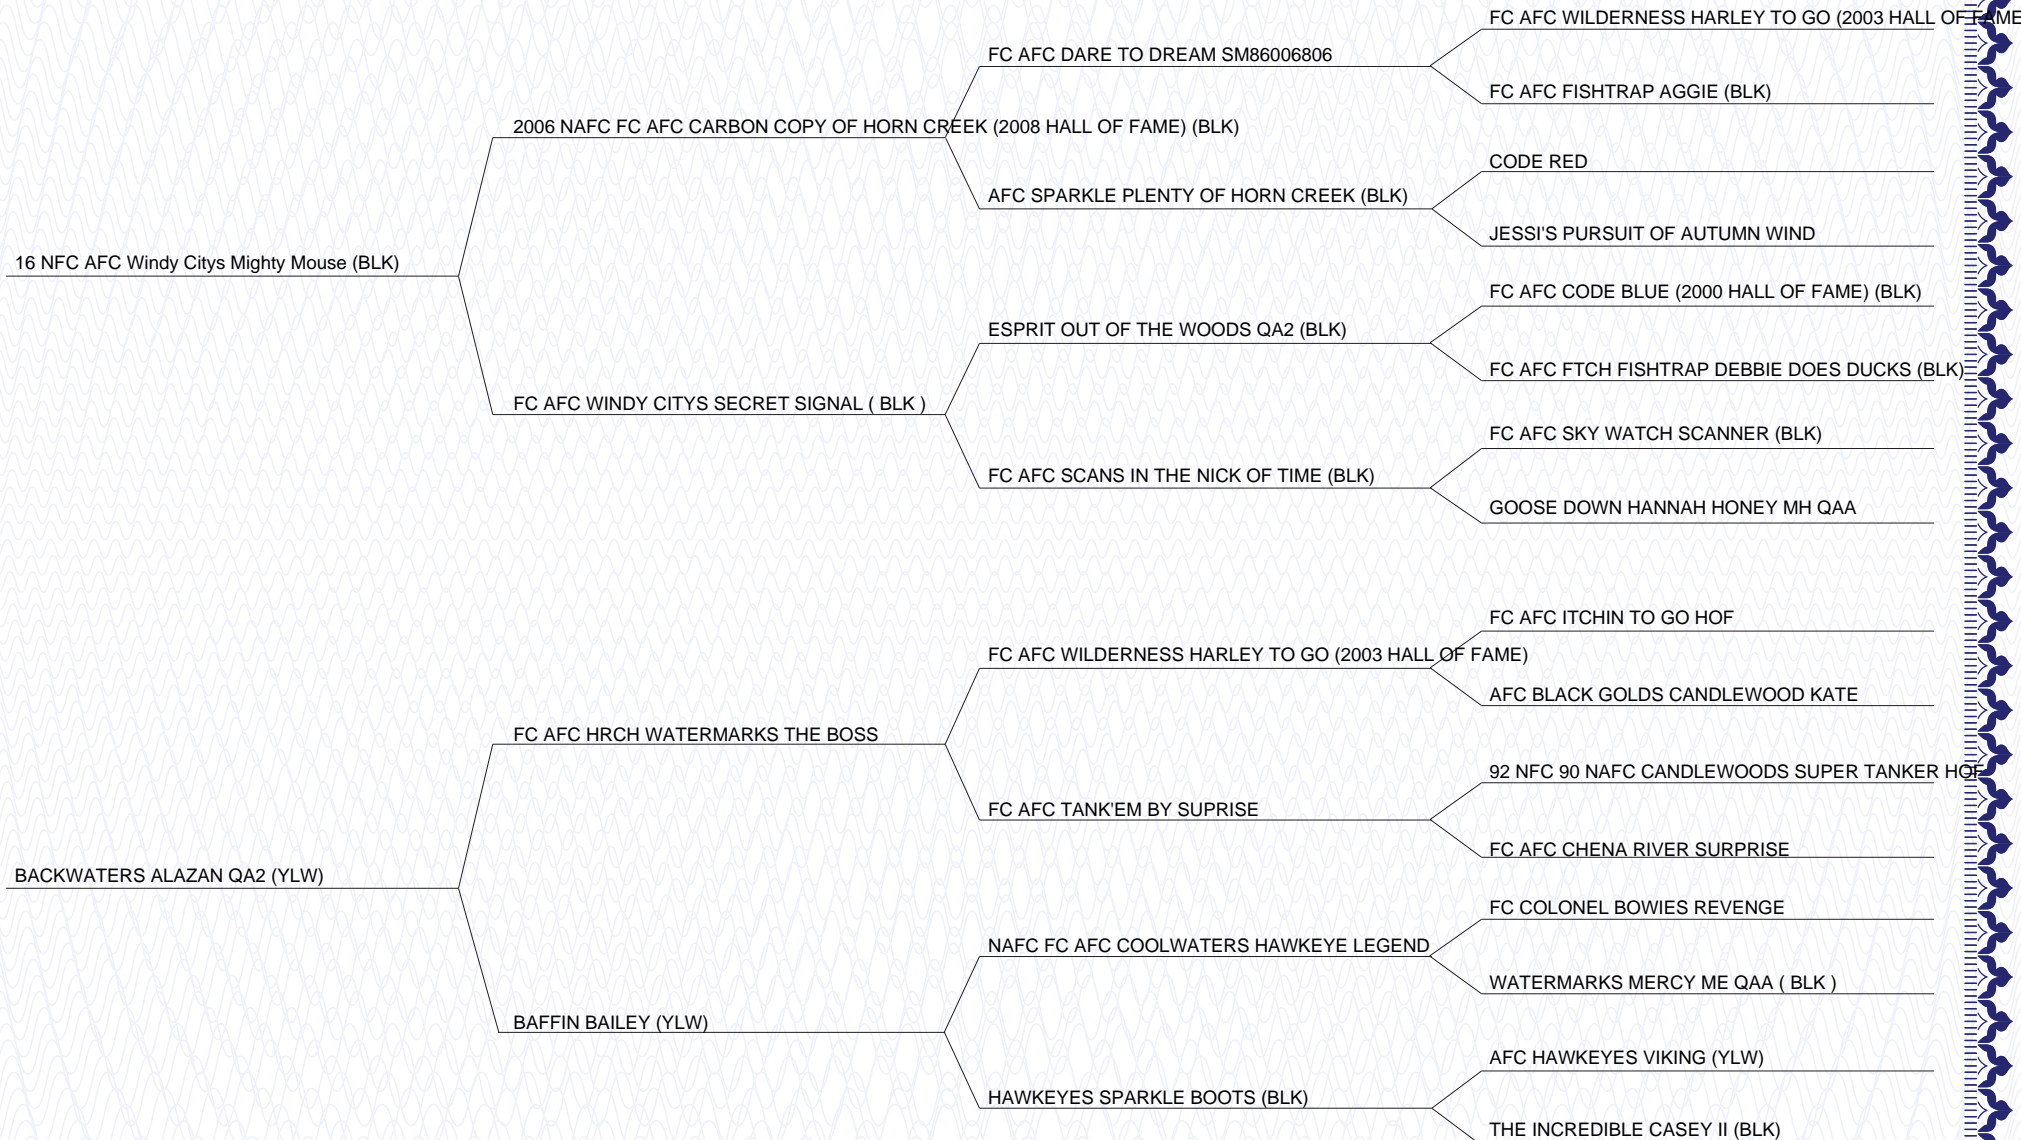 FC AFC WILDERNESS HARLEY TO GO (2003 HALL OF FAME
FC AFC DARE TO DREAM SM86006806
FC AFC FISHTRAP AGGIE (BLK)
2006 NAFC FC AFC CARBON COPY OF HORN CREEK (2008 HALL OF FAME) (BLK)
CODE RED
AFC SPARKLE PLENTY OF HORN CREEK (BLK)
JESSI'S PURSUIT OF AUTUMN WIND
16 NFC AFC Windy Citys Mighty Mouse (BLK)
FC AFC CODE BLUE (2000 HALL OF FAME) (BLK)
ESPRIT OUT OF THE WOODS QA2 (BLK)
FC AFC FTCH FISHTRAP DEBBIE DOES DUCKS (BLK)
FC AFC WINDY CITYS SECRET SIGNAL ( BLK )
FC AFC SKY WATCH SCANNER (BLK)
FC AFC SCANS IN THE NICK OF TIME (BLK)
GOOSE DOWN HANNAH HONEY MH QAA
FC AFC ITCHIN TO GO HOF
FC AFC WILDERNESS HARLEY TO GO (2003 HALL OF FAME)
AFC BLACK GOLDS CANDLEWOOD KATE
FC AFC HRCH WATERMARKS THE BOSS
92 NFC 90 NAFC CANDLEWOODS SUPER TANKER HOF
FC AFC TANK'EM BY SUPRISE
FC AFC CHENA RIVER SURPRISE
BACKWATERS ALAZAN QA2 (YLW)
FC COLONEL BOWIES REVENGE
NAFC FC AFC COOLWATERS HAWKEYE LEGEND
WATERMARKS MERCY ME QAA ( BLK )
BAFFIN BAILEY (YLW)
AFC HAWKEYES VIKING (YLW)
HAWKEYES SPARKLE BOOTS (BLK)
THE INCREDIBLE CASEY II (BLK)